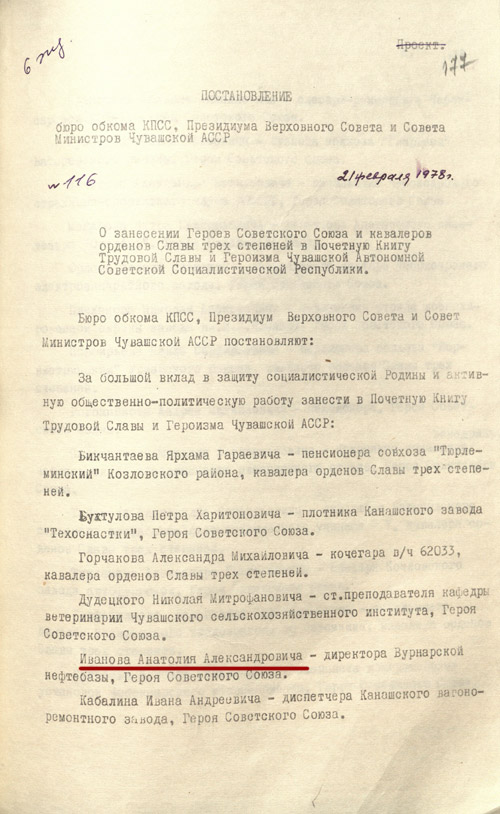 6 экз
Проект.
177
ПОСТАНОВЛЕНИЕ
бюро обкома КПСС, Президиума Верховного Совета и Совета
Министров Чувашской АССР
№ 116
21 февраля 1978г.
О занесении Героев Советского Союза и кавалеров
орденов Славы трех степеней в Почетную Книгу
Трудовой Славы и Героизма Чувашской Автономной
Советской Социалистической Республики.
Бюро обкома КПСС, Президиум Верховного Совета и Совет
Министров Чувашской АССР постановляют:
За большой вклад в защиту социалистической Родины и актив-
ную общественно-политическую работу занести в Почетную Книгу
Трудовой Славы и Героизма Чувашской АССР:
Бикчантаева Ярхама Гараевича - пенсионера совхоза "Тюрле-
минский" Козловского района, кавалера орденов Славы трех степе-
ней.
Бухтулова Петра Харитоновича - плотника Канашского завода
"Техоснастки", Героя Советского Союза.
Горчакова Александра Михайловича - кочегара в/ч 62033,
кавалера орденов Славы трех степеней.
Дудецкого Николая Митрофановича - ст.преподавателя кафедры
ветеринарии Чувашского сельскохозяйственного института, Героя
Советского Союза.
Иванова Анатолия Александровича - директора Вурнарской
нефтебазы, Героя Советского Союза.
Кабалина Ивана Андреевича - диспетчера Канашского вагоно-
ремонтного завода, Героя Советского Союза.